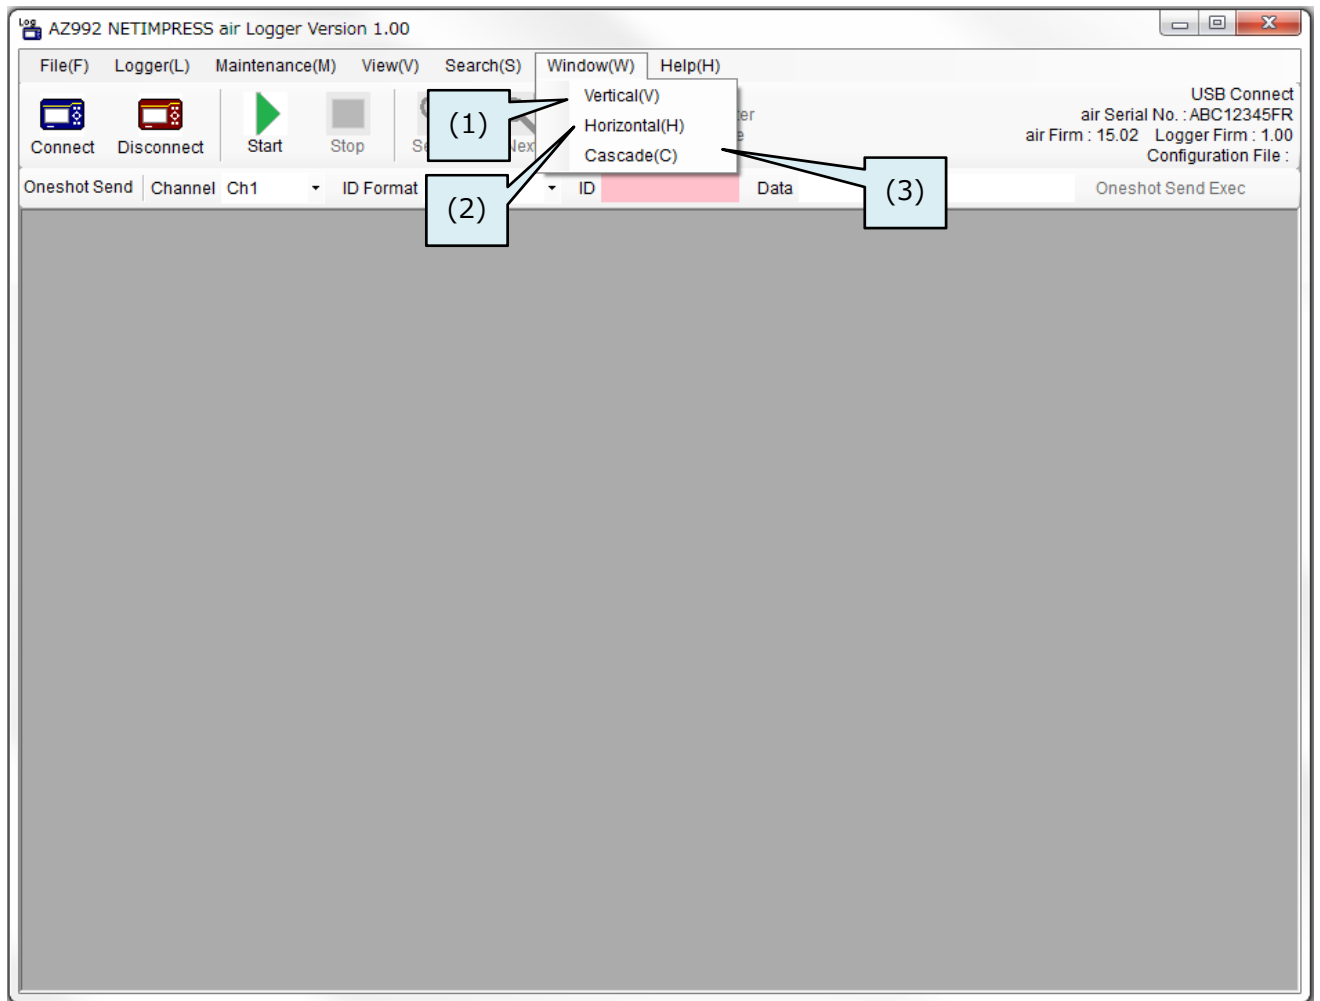 AZ992 NETIMPRESS air Logger Version 1.00
File(F) Logger(L) Maintenance(M) View(V) Search(S) Window(W) Help(H)
Vertical(V)
Horizontal(H)
Cascade(C)
(1)
(2)
(3)
Connect Disconnect Start Stop
USB Connect
air Serial No. : ABC12345FR
air Firm : 15.02 Logger Firm : 1.00
Configuration File :
Oneshot Send Channel Ch1 ID Format ID Data Oneshot Send Exec